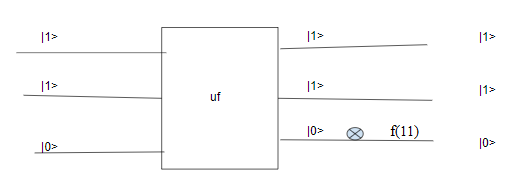 |1> |1> |1>
|1> uf |1> |1>
|0> |0> ⊗ f(11) |0>